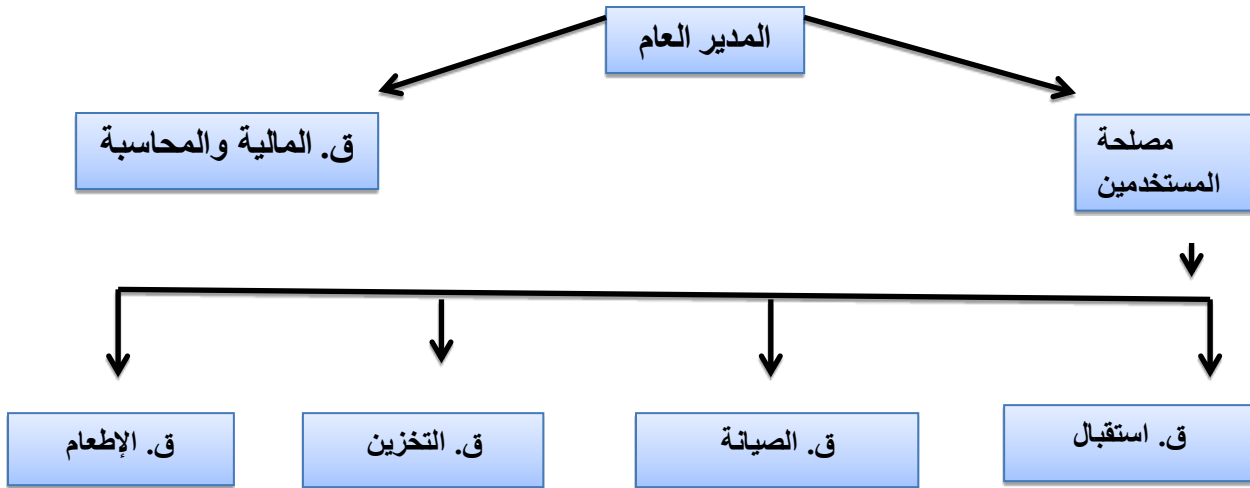 المدير العام
مصلحة
المستخدمين
ق. المالية والمحاسبة
ق. استقبال
ق. الصيانة
ق. التخزين
ق. الإطعام